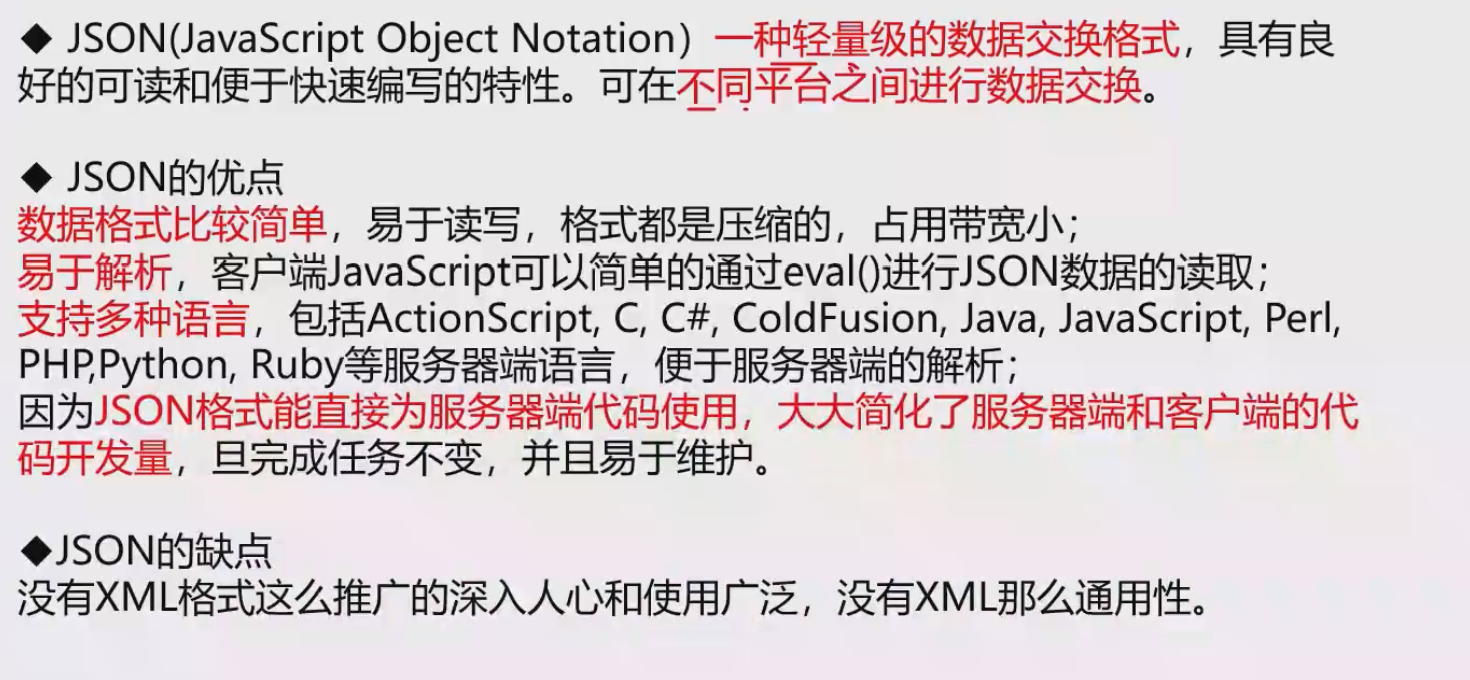 ◆ JSON(JavaScript Object Notation）一种轻量级的数据交换格式，具有良
好的可读和便于快速编写的特性。可在不同平台之间进行数据交换。
◆ JSON的优点
数据格式比较简单，易于读写，格式都是压缩的，占用带宽小；
易于解析，客户端JavaScript可以简单的通过eval()进行JSON数据的读取；
支持多种语言，包括ActionScript, C, C#, ColdFusion, Java, JavaScript, Perl,
PHP,Python, Ruby等服务器端语言，便于服务器端的解析；
因为JSON格式能直接为服务器端代码使用，大大简化了服务器端和客户端的代
码开发量，旦完成任务不变，并且易于维护。
◆JSON的缺点
没有XML格式这么推广的深入人心和使用广泛，没有XML那么通用性。